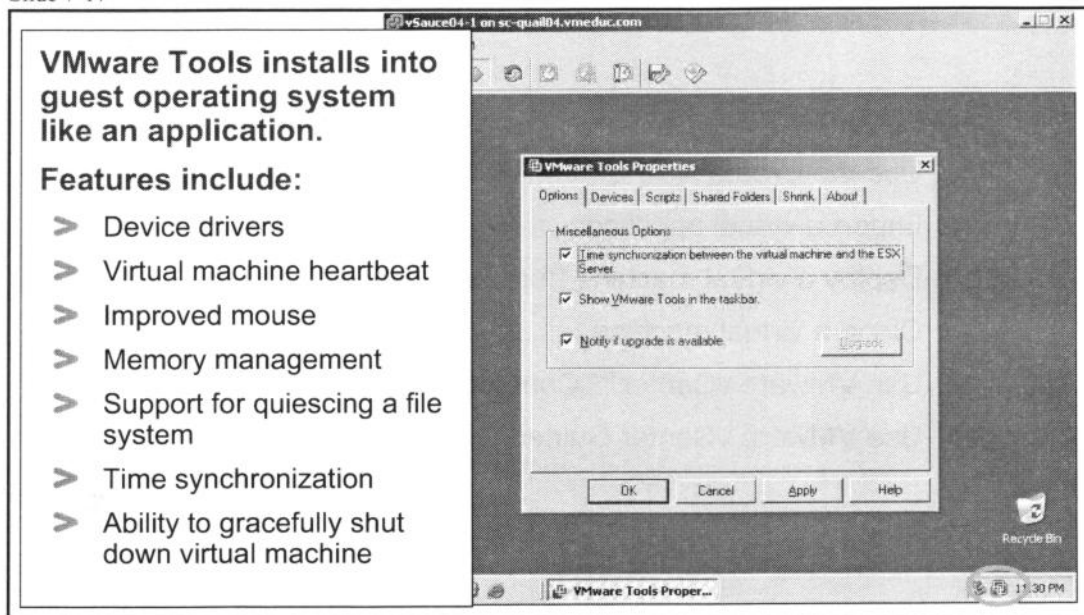 vSauce04-1 on sc-quail04.vmeduc.com
VMware Tools installs into
guest operating system
like an application.
Features include:
> Device drivers
> Virtual machine heartbeat
> Improved mouse
> Memory management
> Support for quiescing a file
system
> Time synchronization
> Ability to gracefully shut
down virtual machine
VMware Tools Properties
Options Devices Scripts Shared Folders Shrink About
Miscellaneous Options
Time synchronization between the virtual machine and the ESX
Server.
Show VMware Tools in the taskbar.
Notify if upgrade is available.
Upgrade
OK Cancel Apply Help
Recycle Bin
VMware Tools Proper...
11:30 PM